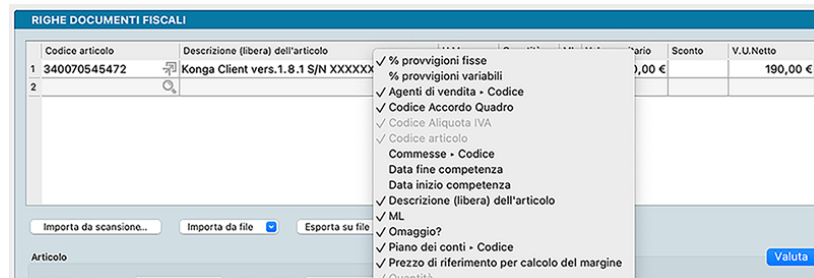 RIGHE DOCUMENTI FISCALI
Codice articolo Descrizione (libera) dell'articolo Sconto V.U.Netto
1 340070545472 Konga Client vers.1.8.1 S/N XXXXXX 0,00 € 190,00 €
2
✓ % provvigioni fisse
% provvigioni variabili
✓ Agenti di vendita ▸ Codice
✓ Codice Accordo Quadro
✓ Codice Aliquota IVA
✓ Codice articolo
Commesse ▸ Codice
Data fine competenza
Data inizio competenza
✓ Descrizione (libera) dell'articolo
✓ ML
✓ Omaggio?
✓ Piano dei conti ▸ Codice
✓ Prezzo di riferimento per calcolo del margine
Importa da scansione... Importa da file Esporta su file
Articolo Valuta